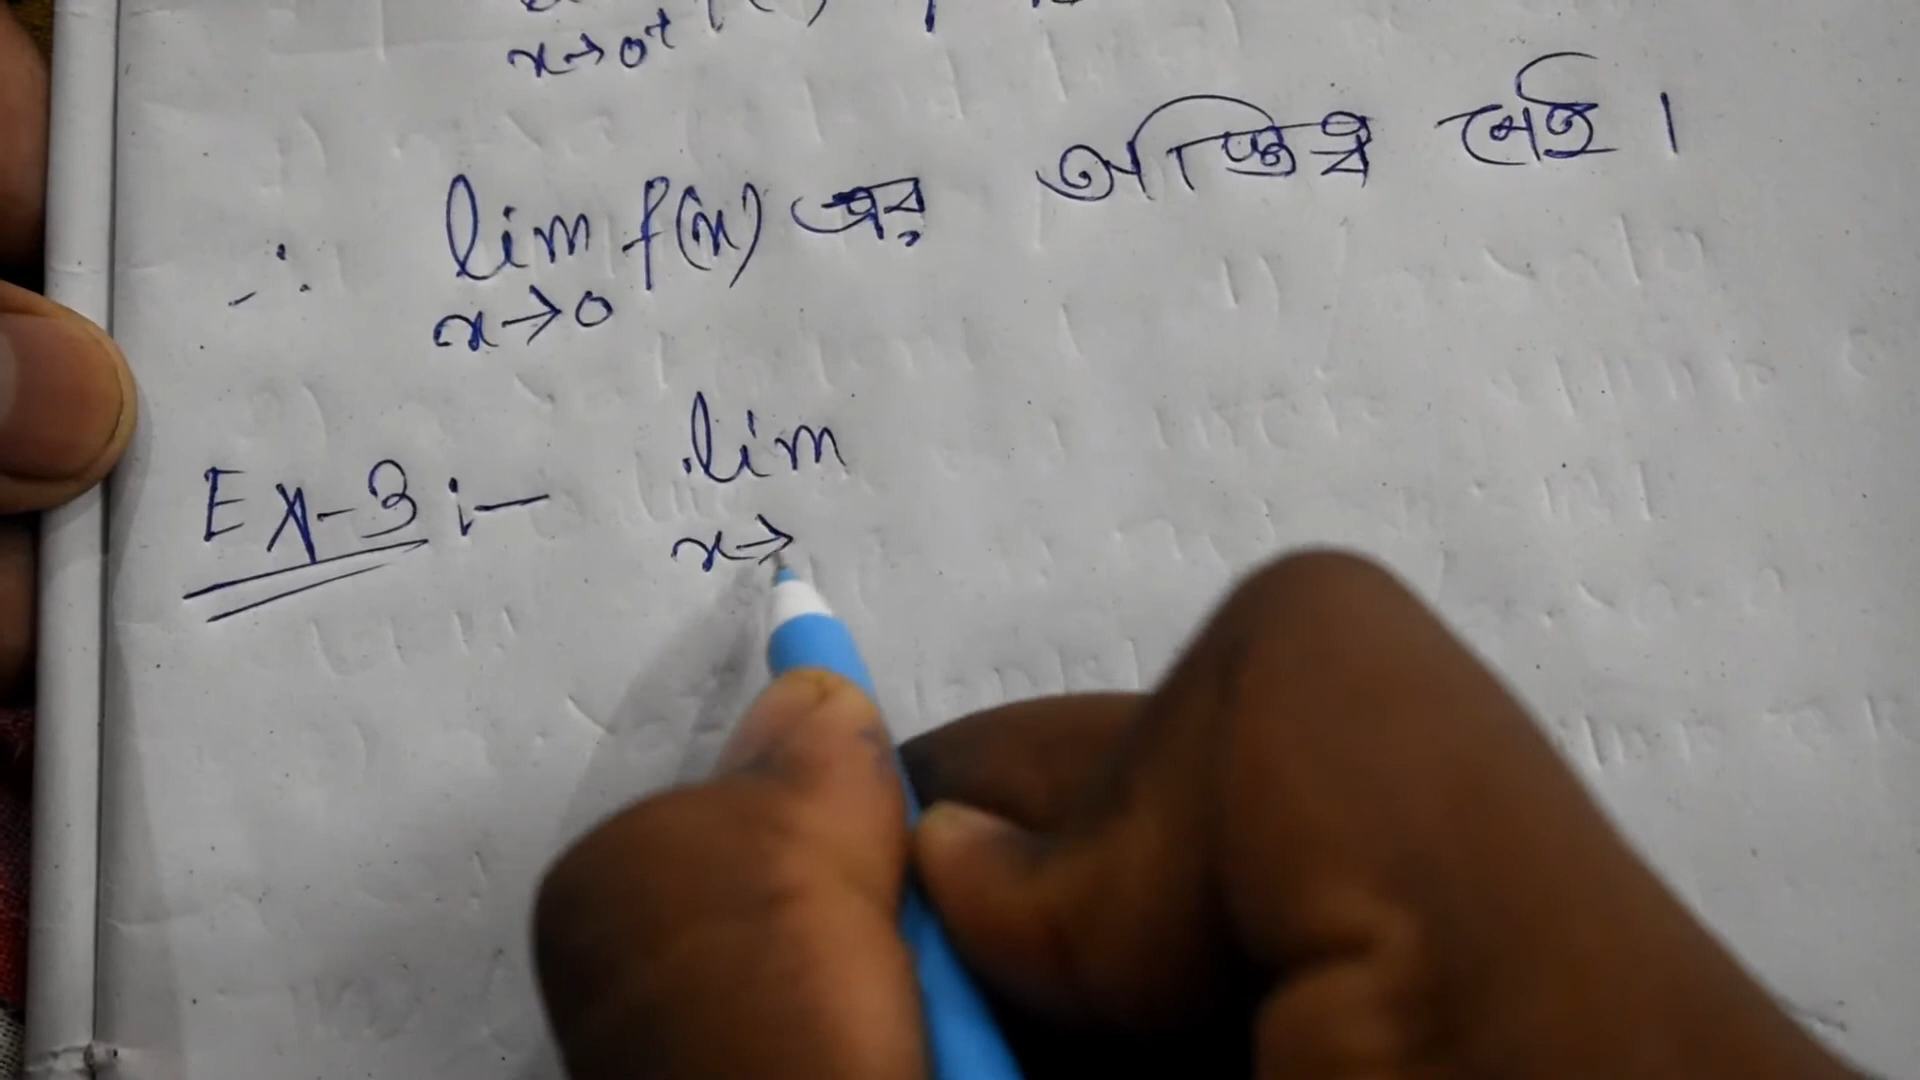 x→0+
∴ lim f(x) এর অস্তিত্ব নেই।
x→0
Ex-3:- lim
x→